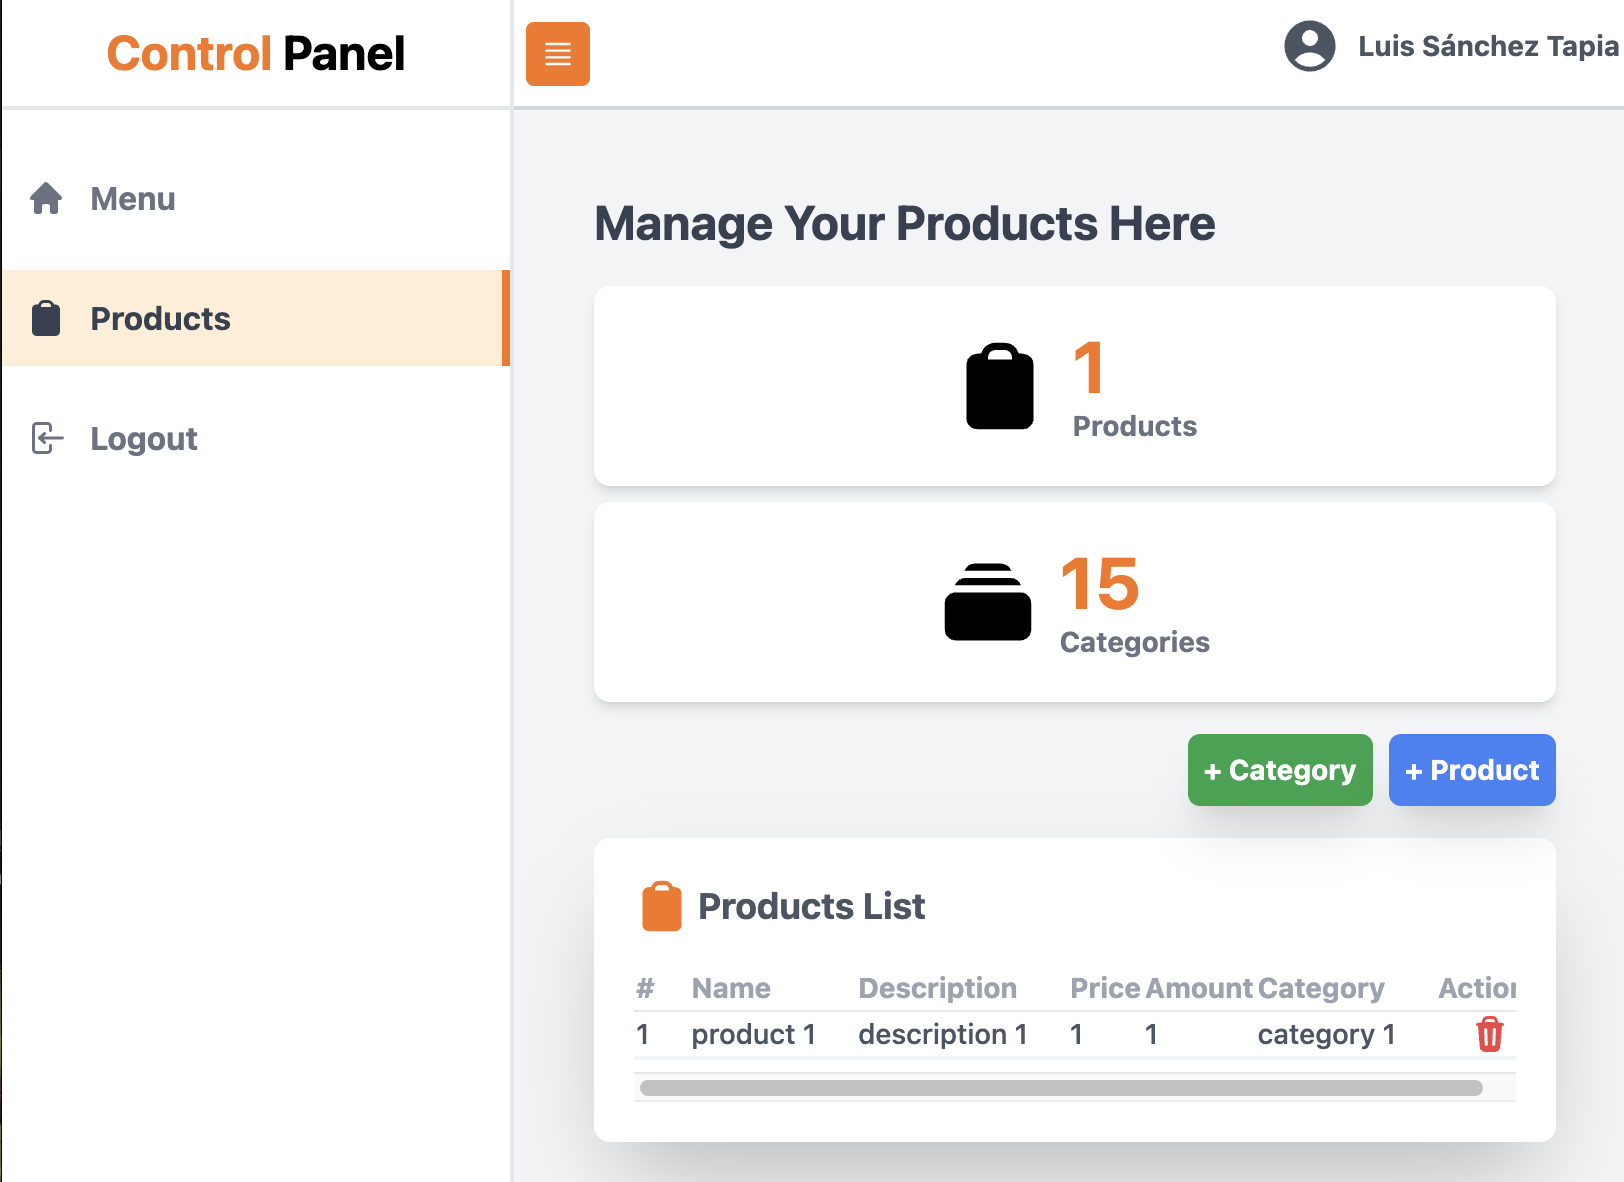 Control Panel
Luis Sánchez Tapia
Menu
Products
Logout
Manage Your Products Here
1
Products
15
Categories
+ Category
+ Product
Products List
# Name Description Price Amount Category Action
1 product 1 description 1 1 1 category 1